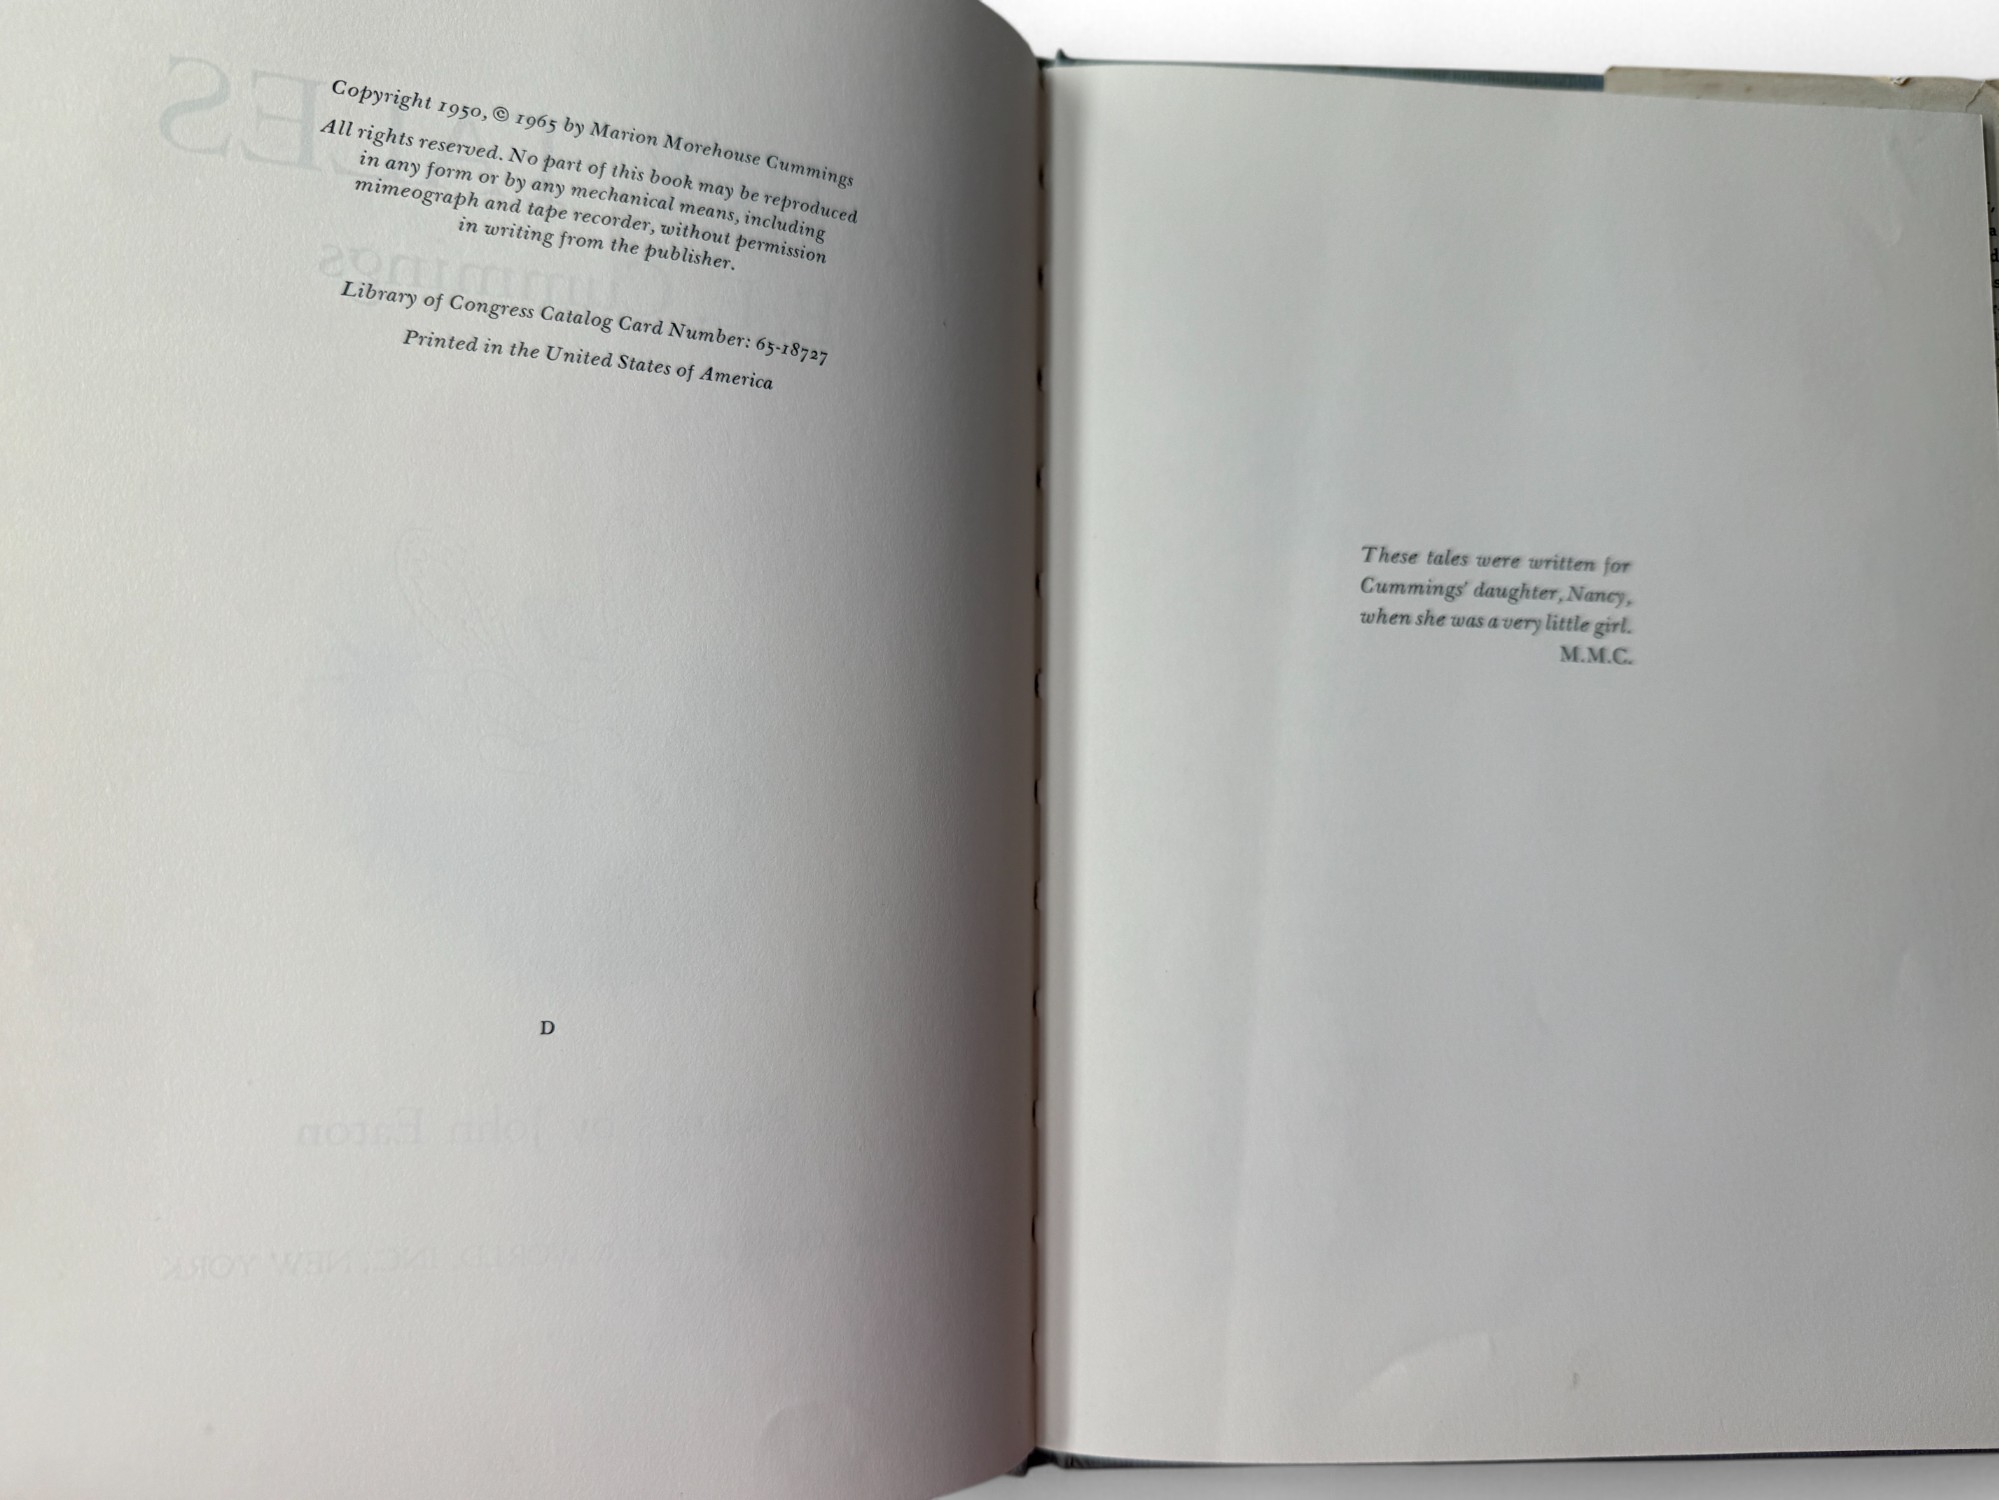 Copyright 1950, © 1965 by Marion Morehouse Cummings
All rights reserved. No part of this book may be reproduced
in any form or by any mechanical means, including
mimeograph and tape recorder, without permission
in writing from the publisher.
Library of Congress Catalog Card Number: 65-18727
Printed in the United States of America
D
These tales were written for
Cummings' daughter, Nancy,
when she was a very little girl.
M.M.C.